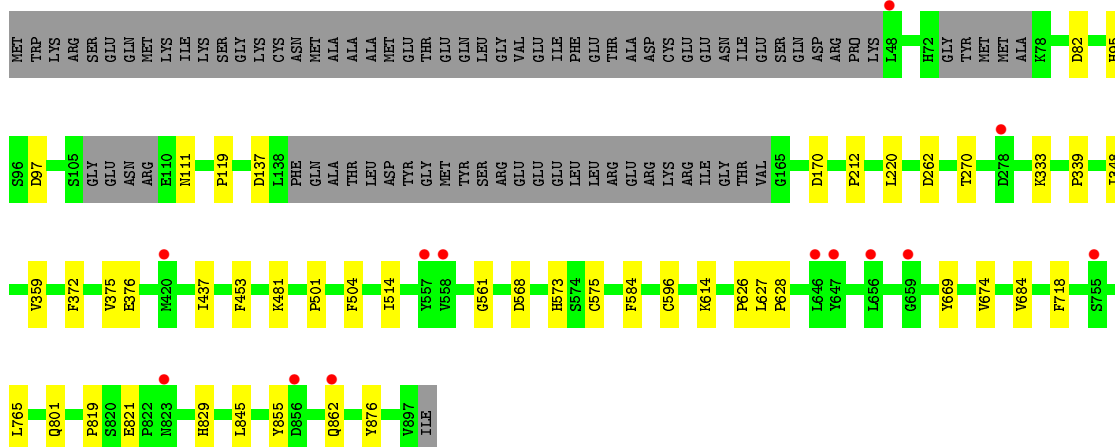 MET TRP LYS ARG SER GLU GLN MET LYS ILE LYS SER GLY LYS CYS ASN MET ALA ALA ALA MET THR GLU GLU GLN LEU GLY VAL GLU ILE PHE GLU THR ALA ASP CYS GLU GLU ASN ILE GLU SER GLN ASP ARG PRO LYS L48 H72 GLY TYR MET MET ALA K78 D82 H95
S96 D97 S105 GLY GLU ASN ARG E110 N111 P119 D137 L138 PHE GLN ALA THR LEU ASP TYR GLY MET TYR SER ARG GLU GLU GLU LEU LEU ARG GLU ARG ARG LYS ARG ILE GLY THR VAL G165 D170 P212 L220 D262 T270 D278 K333 P339 I348
V359 F372 V375 E376 M420 I437 F453 K481 P501 F504 I514 Y557 V558 G561 D568 H573 S574 C575 F584 C596 K614 P626 L627 P628 L646 Y647 L656 G659 Y669 V674 V684 F718 S755
L765 Q801 P819 S820 E821 P822 N823 H829 L845 Y855 D856 Q862 Y876 V897 ILE